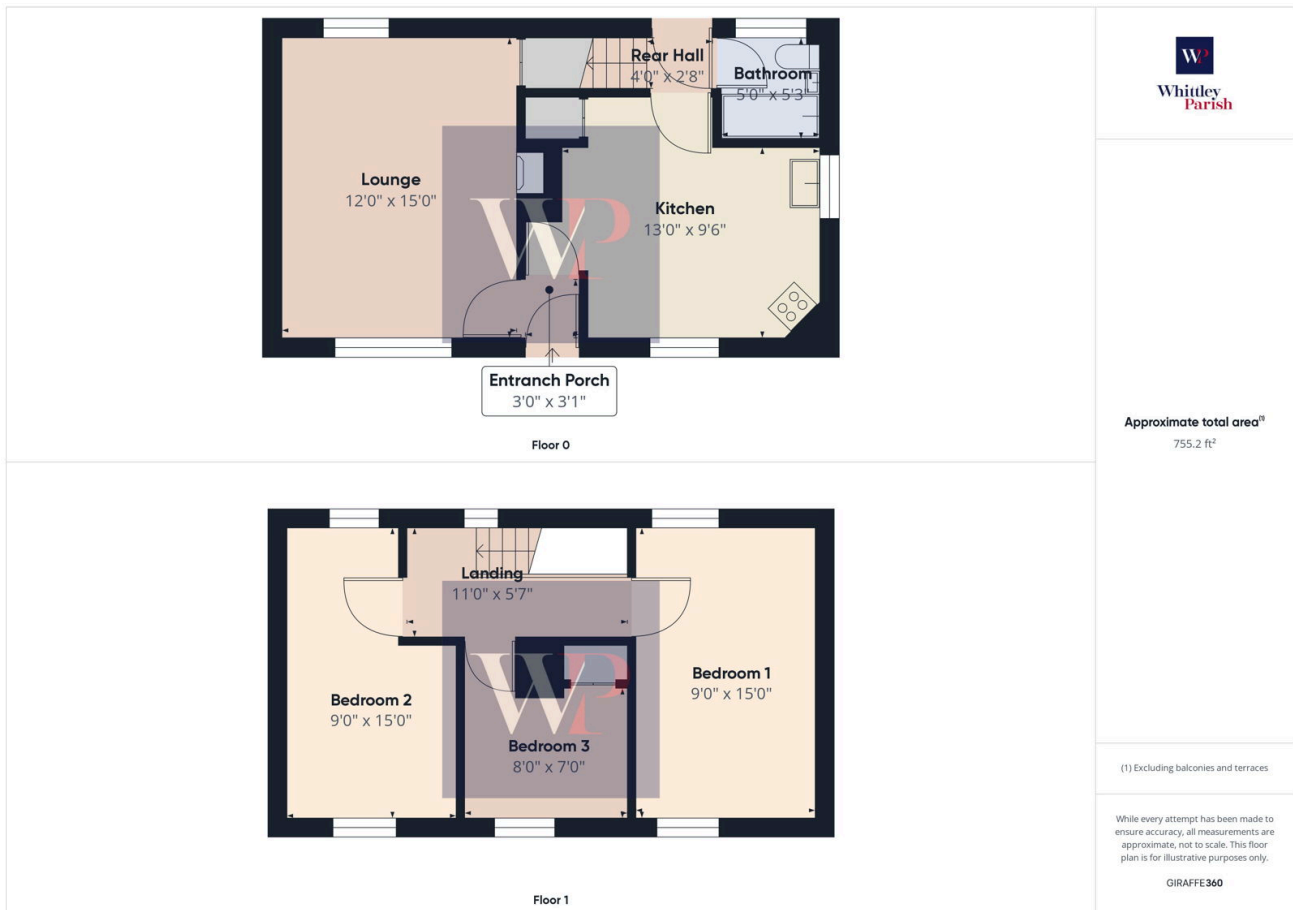 Rear Hall
4'0" x 2'8"
Bathroom
5'0" x 5'3"
Lounge
12'0" x 15'0"
Kitchen
13'0" x 9'6"
WP
Entranch Porch
3'0" x 3'1"
Floor 0
Landing
11'0" x 5'7"
Bedroom 1
9'0" x 15'0"
Bedroom 2
9'0" x 15'0"
WP
Bedroom 3
8'0" x 7'0"
Floor 1
WP
Whittley
Parish
Approximate total area(1)
755.2 ft²
(1) Excluding balconies and terraces
While every attempt has been made to
ensure accuracy, all measurements are
approximate, not to scale. This floor
plan is for illustrative purposes only.
GIRAFFE360